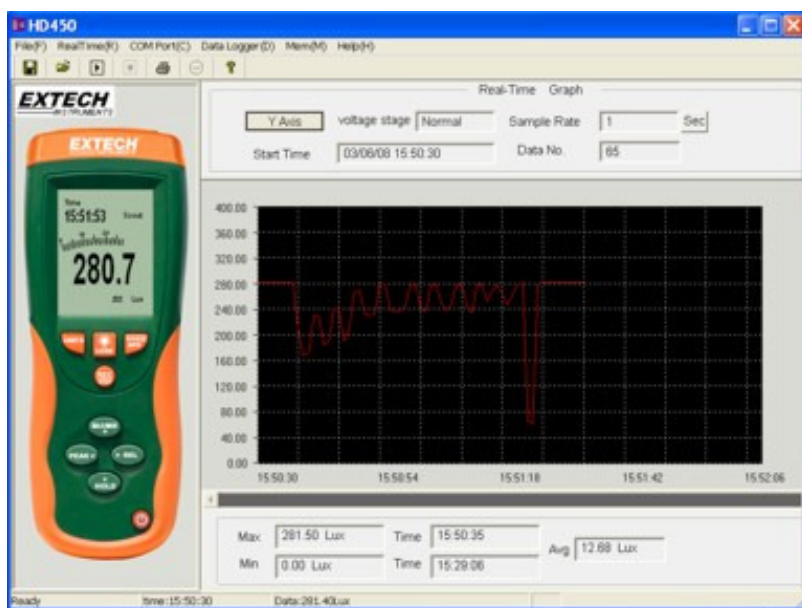 HD450
File(F) RealTime(R) COM Port(C) Data Logger(D) Mem(M) Help(H)
EXTECH
INSTRUMENTS
EXTECH
Time
15:51:53
280.7
Lux
Real-Time Graph
Y Axis voltage stage Normal Sample Rate 1 Sec
Start Time 03/06/08 15:50:30 Data No. 65
400.00
360.00
320.00
280.00
240.00
200.00
160.00
120.00
80.00
40.00
0.00
15:50:30 15:50:54 15:51:18 15:51:42 15:52:06
Max 281.50 Lux Time 15:50:35
Min 0.00 Lux Time 15:29:06
Avg 12.68 Lux
Ready time:15:50:30 Data:281.40Lux